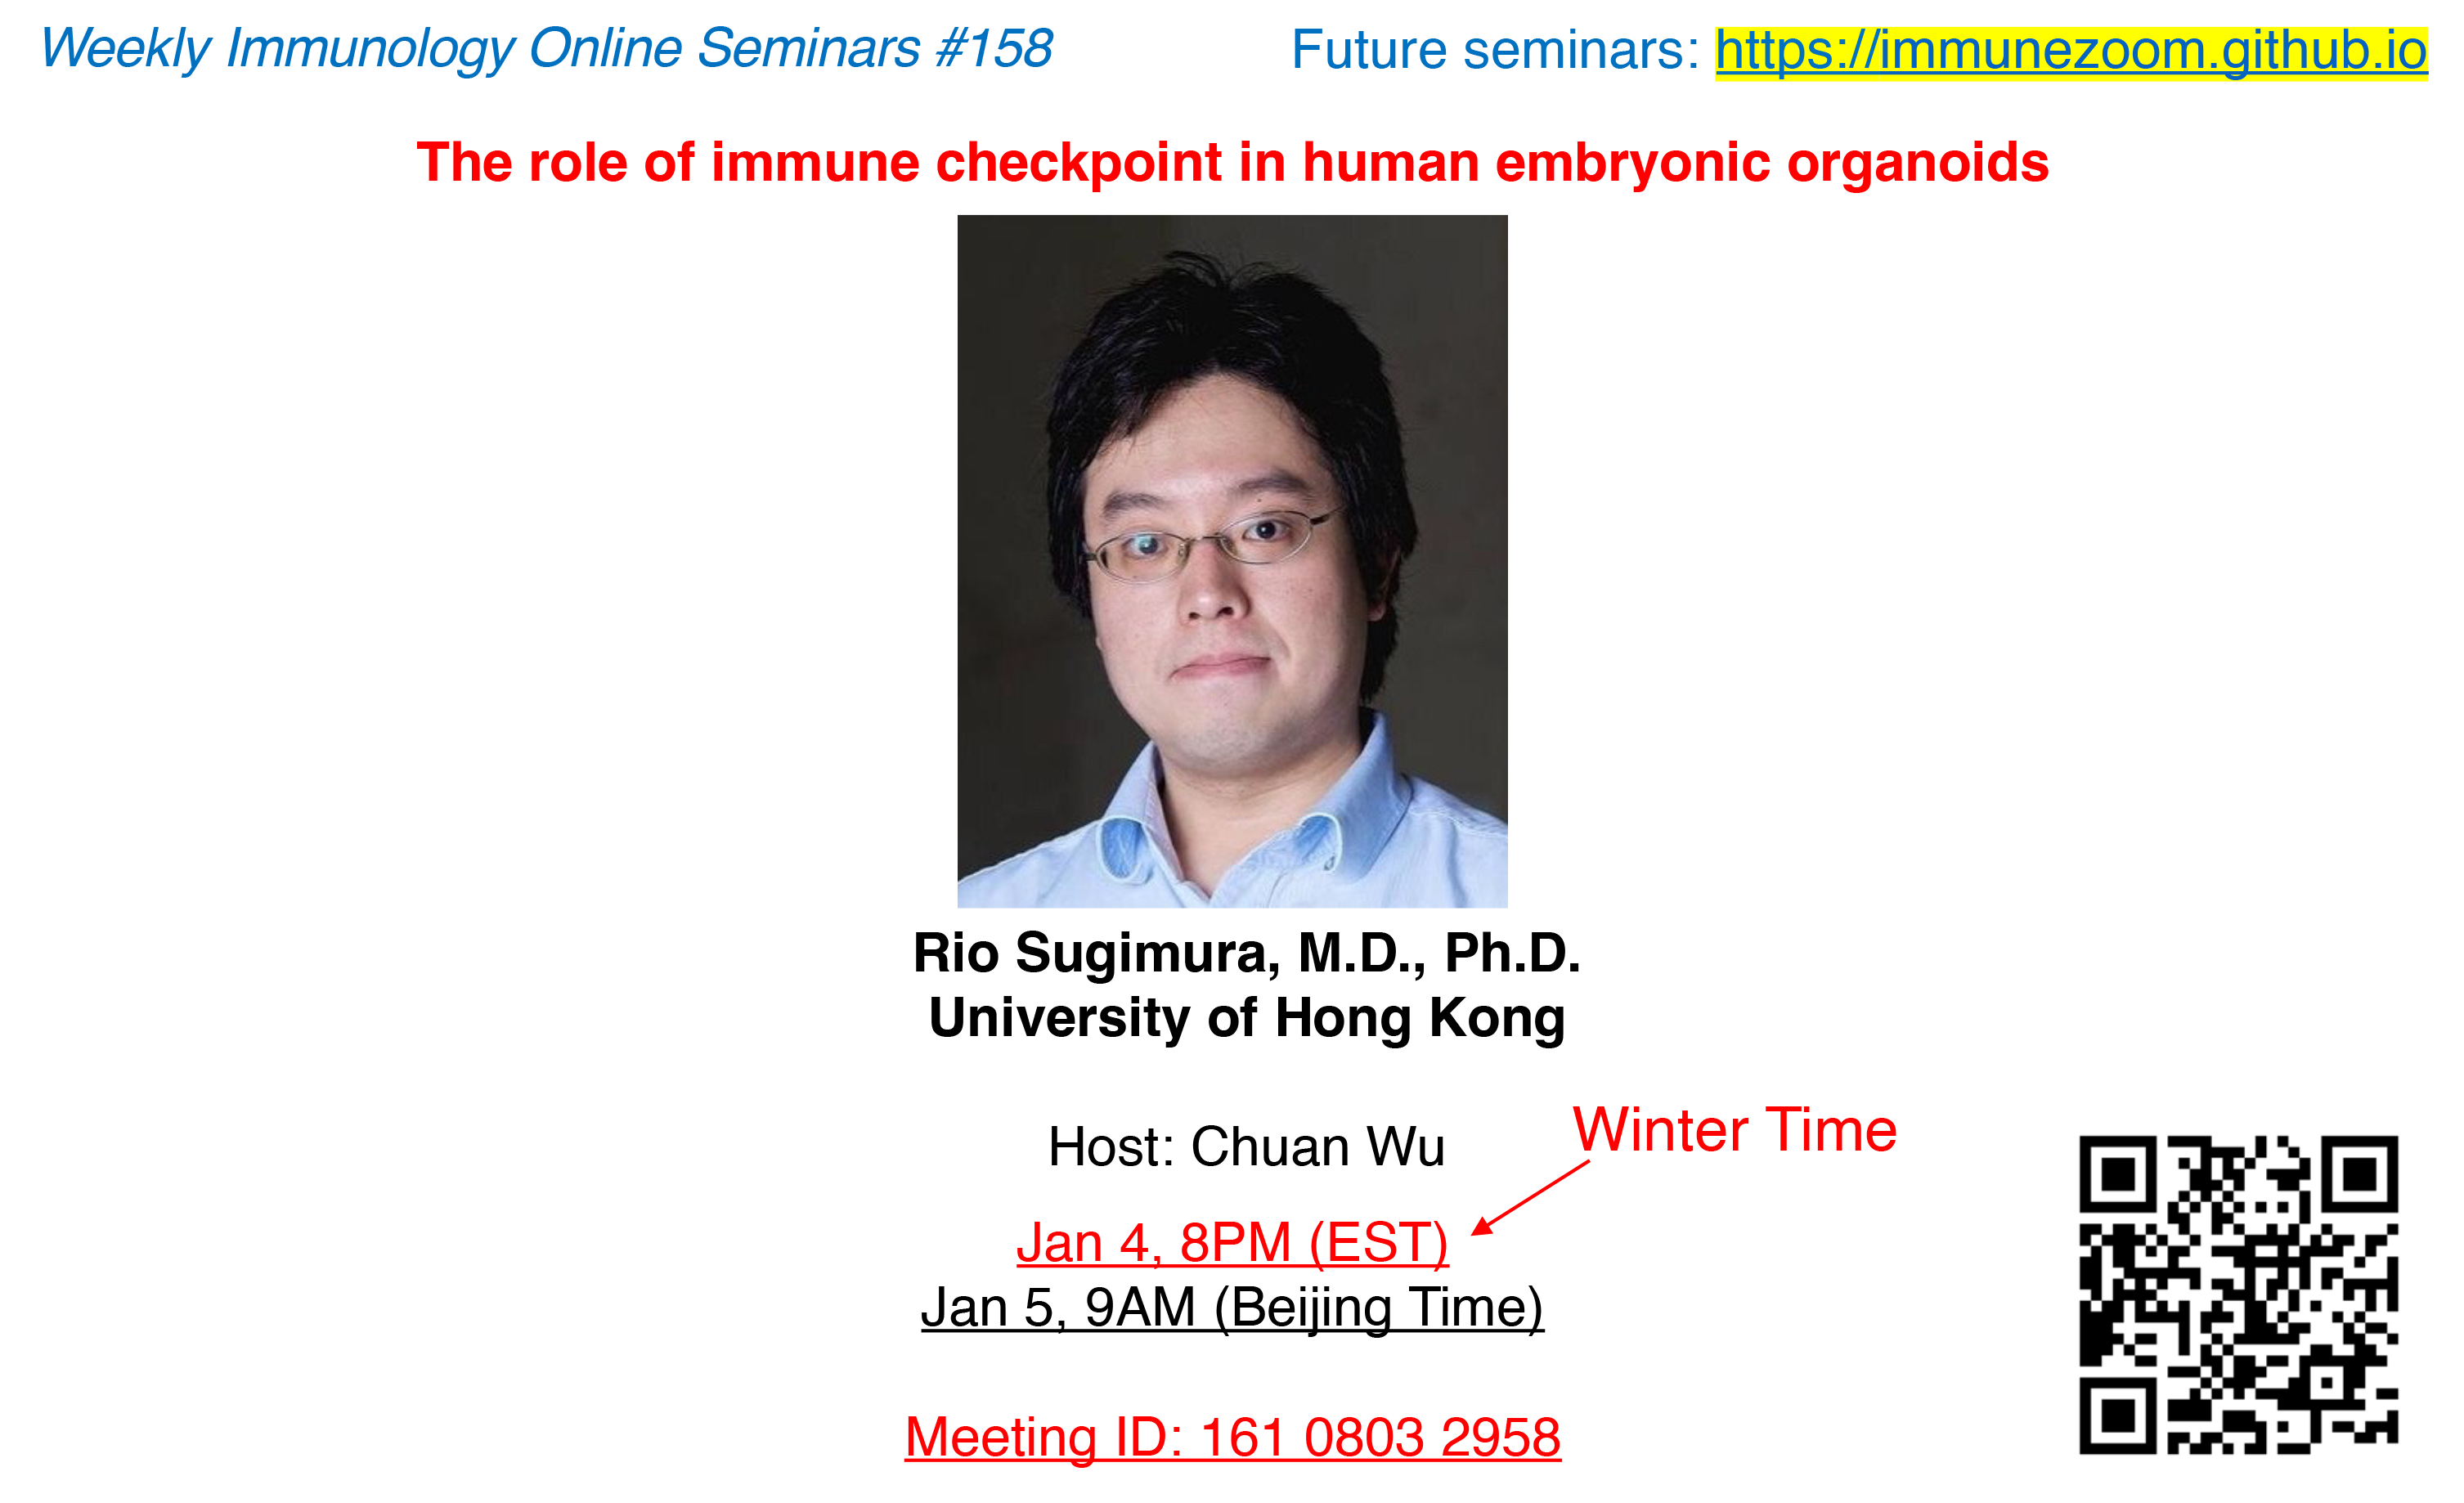 Weekly Immunology Online Seminars #158
Future seminars: https://immunezoom.github.io
The role of immune checkpoint in human embryonic organoids
Rio Sugimura, M.D., Ph.D.
University of Hong Kong
Host: Chuan Wu
Winter Time
Jan 4, 8PM (EST)
Jan 5, 9AM (Beijing Time)
Meeting ID: 161 0803 2958